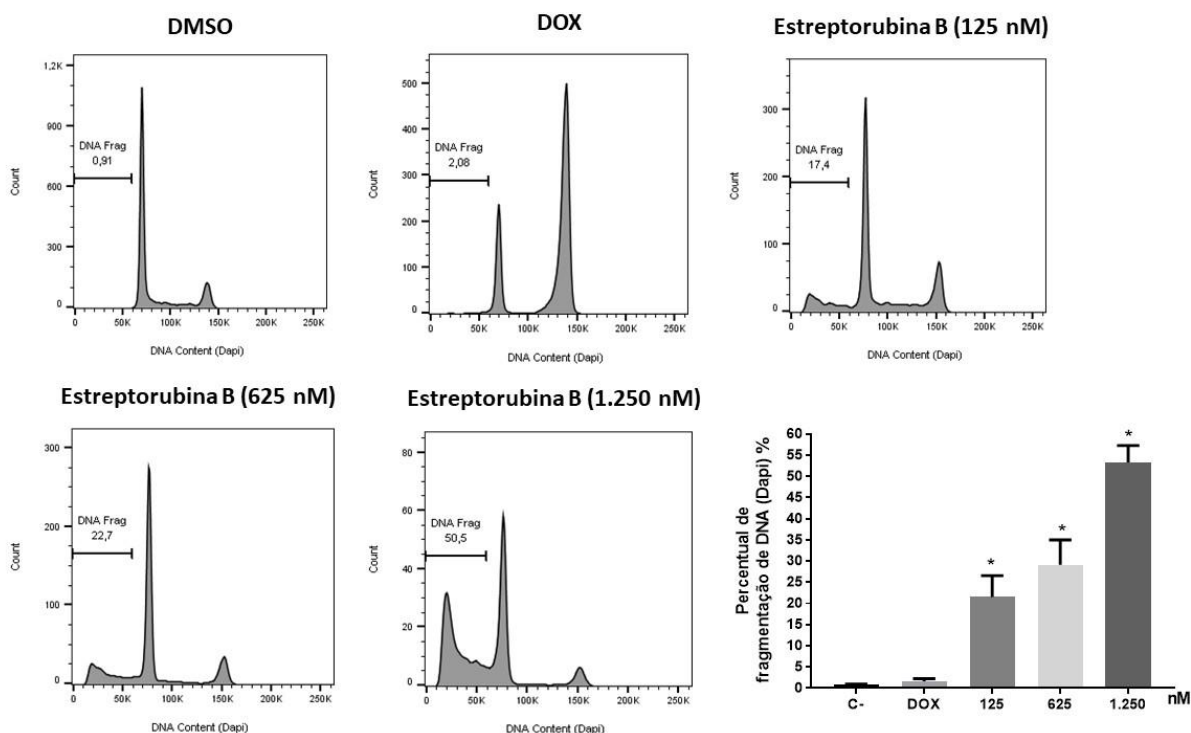 DMSO
1,2K
900
600
300
0
Count
DNA Frag
0,91
0
50K
100K
150K
200K
250K
DNA Content (Dapi)
DOX
500
400
300
200
100
0
Count
DNA Frag
2,08
0
50K
100K
150K
200K
250K
DNA Content (Dapi)
Estreptorubina B (125 nM)
300
200
100
0
Count
DNA Frag
17,4
0
50K
100K
150K
200K
250K
DNA Content (Dapi)
Estreptorubina B (625 nM)
300
200
100
0
Count
DNA Frag
22,7
0
50K
100K
150K
200K
250K
DNA Content (Dapi)
Estreptorubina B (1.250 nM)
80
60
40
20
0
Count
DNA Frag
50,5
0
50K
100K
150K
200K
250K
DNA Content (Dapi)
Percentual de
fragmentação de DNA (Dapi) %
60
55
50
45
40
35
30
25
20
15
10
5
0
*
*
*
C-
DOX
125
625
1.250
nM